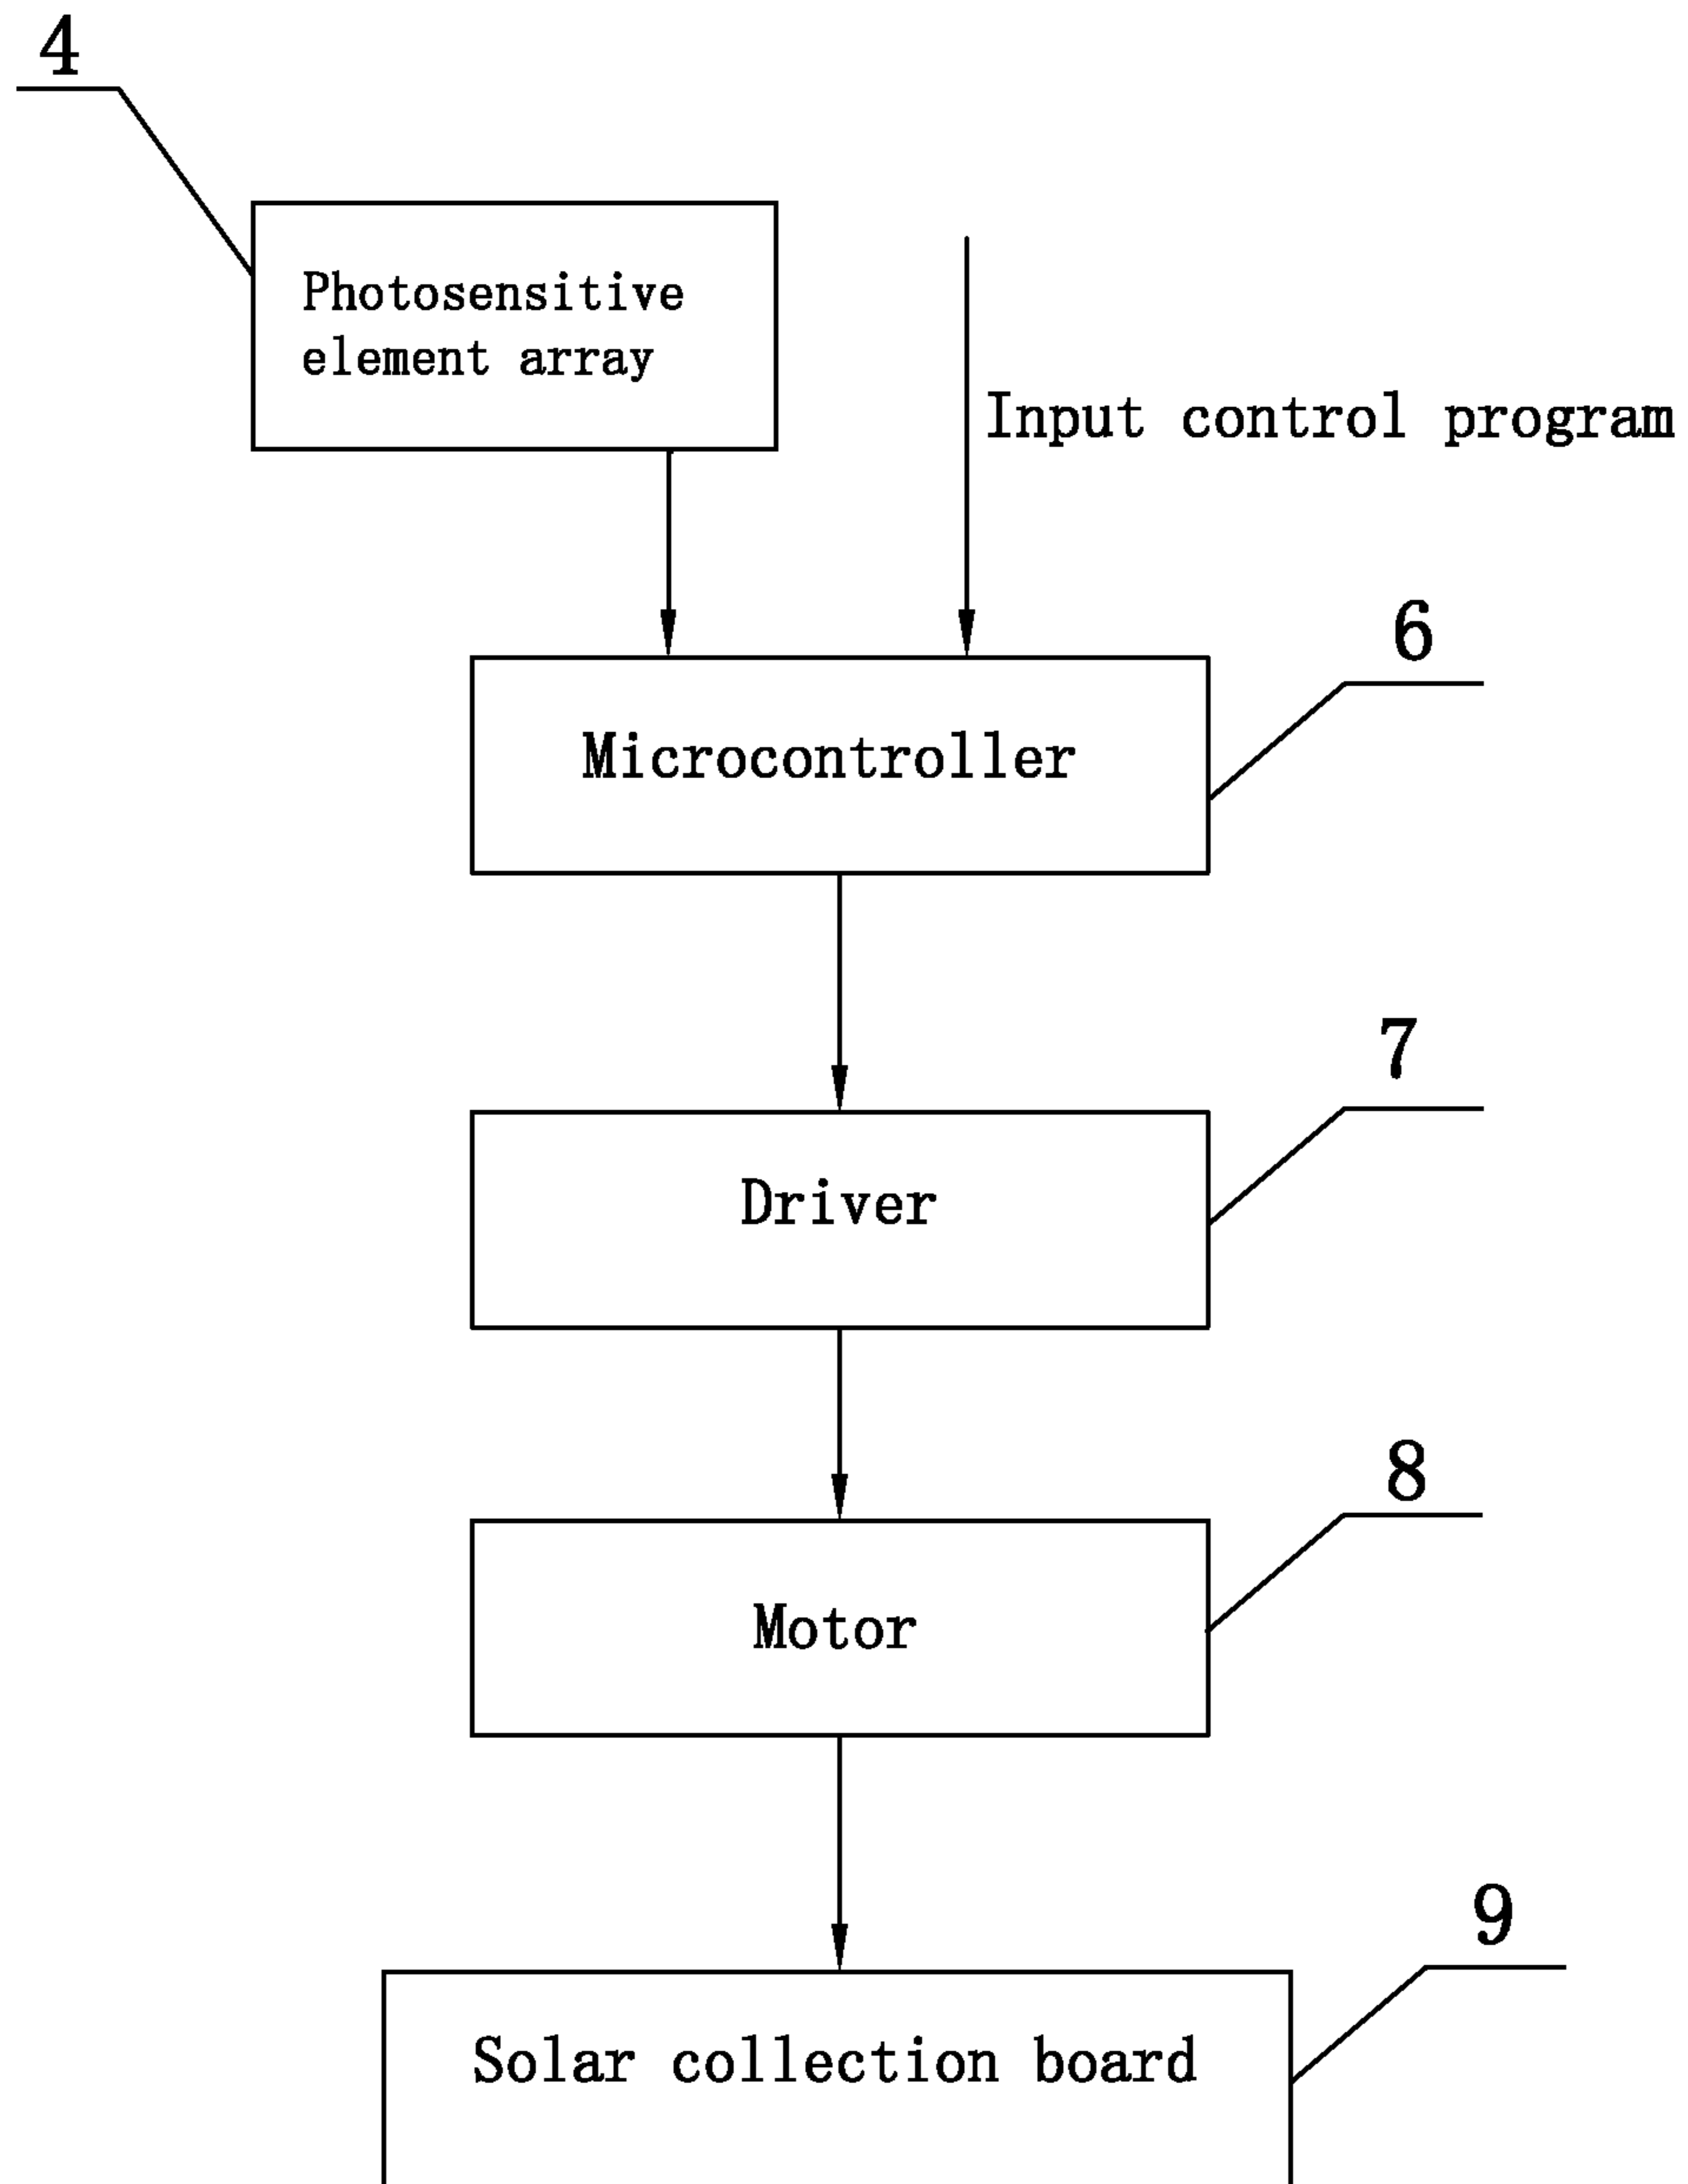 4
Photosensitive
element array
Input control program
6
Microcontroller
7
Driver
8
Motor
9
Solar collection board